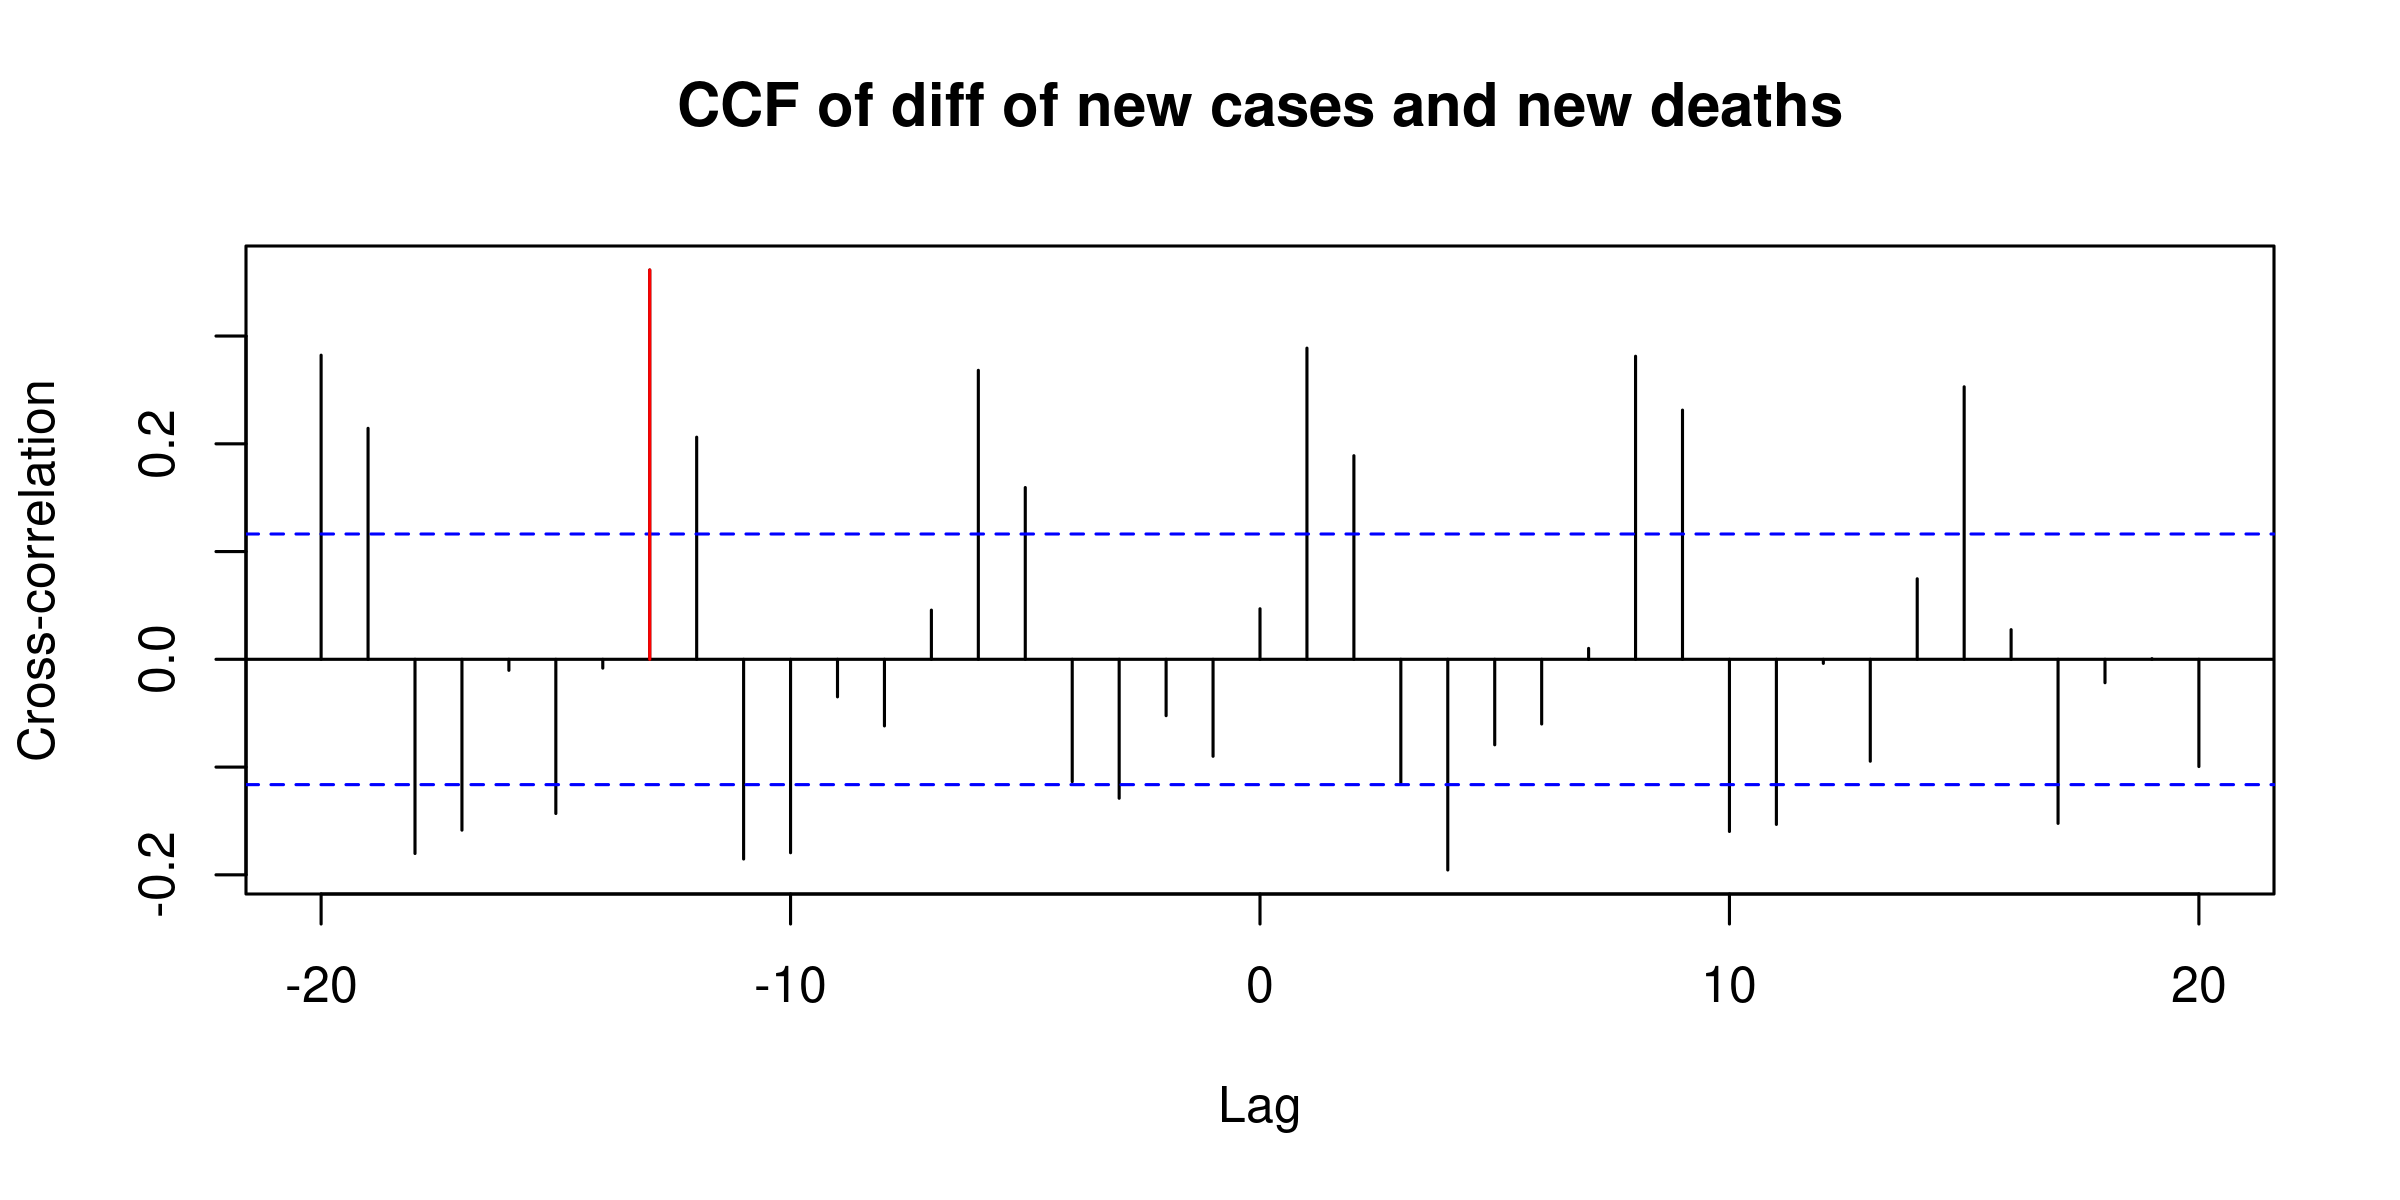 CCF of diff of new cases and new deaths
Cross-correlation
0.2
0.0
-0.2
-20 -10 0 10 20
Lag